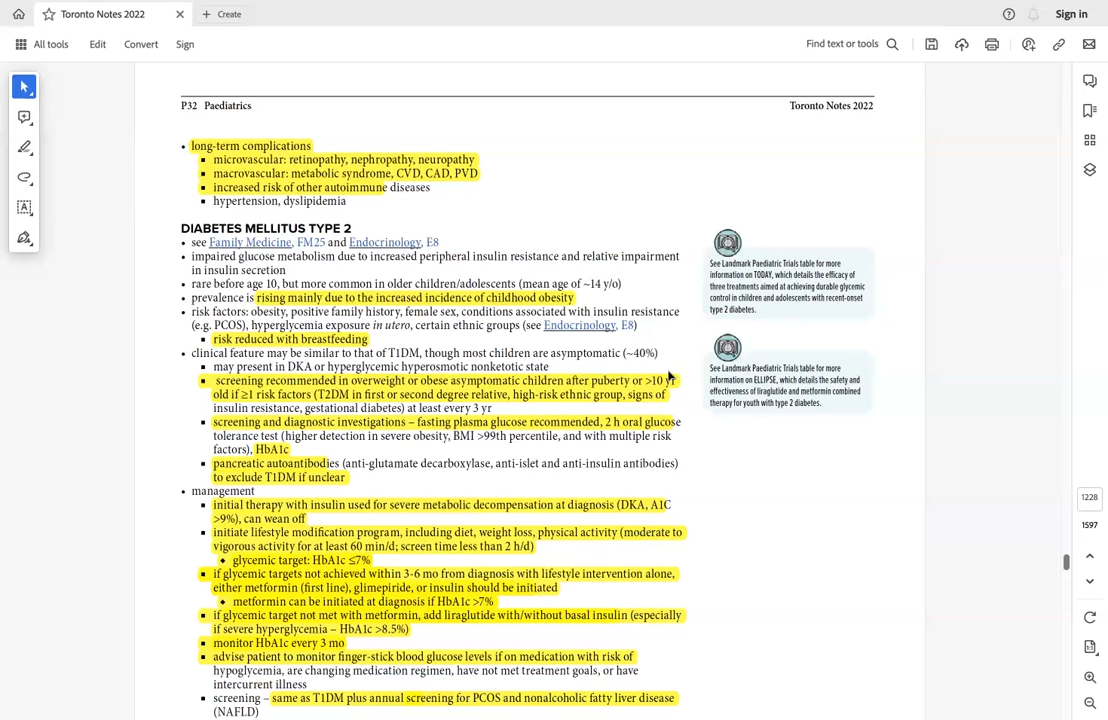 Toronto Notes 2022
Create
Sign in
All tools
Edit
Convert
Sign
Find text or tools
P32 Paediatrics
Toronto Notes 2022
• long-term complications
▪ microvascular: retinopathy, nephropathy, neuropathy
▪ macrovascular: metabolic syndrome, CVD, CAD, PVD
▪ increased risk of other autoimmune diseases
▪ hypertension, dyslipidemia
DIABETES MELLITUS TYPE 2
• see Family Medicine, FM25 and Endocrinology, E8
• impaired glucose metabolism due to increased peripheral insulin resistance and relative impairment
in insulin secretion
• rare before age 10, but more common in older children/adolescents (mean age of ~14 y/o)
• prevalence is rising mainly due to the increased incidence of childhood obesity
• risk factors: obesity, positive family history, female sex, conditions associated with insulin resistance
(e.g. PCOS), hyperglycemia exposure in utero, certain ethnic groups (see Endocrinology, E8)
▪ risk reduced with breastfeeding
• clinical feature may be similar to that of T1DM, though most children are asymptomatic (~40%)
▪ may present in DKA or hyperglycemic hyperosmotic nonketotic state
▪ screening recommended in overweight or obese asymptomatic children after puberty or >10 yr
old if ≥1 risk factors (T2DM in first or second degree relative, high-risk ethnic group, signs of
insulin resistance, gestational diabetes) at least every 3 yr
▪ screening and diagnostic investigations – fasting plasma glucose recommended, 2 h oral glucose
tolerance test (higher detection in severe obesity, BMI >99th percentile, and with multiple risk
factors), HbA1c
▪ pancreatic autoantibodies (anti-glutamate decarboxylase, anti-islet and anti-insulin antibodies)
to exclude T1DM if unclear
• management
▪ initial therapy with insulin used for severe metabolic decompensation at diagnosis (DKA, A1C
>9%), can wean off
▪ initiate lifestyle modification program, including diet, weight loss, physical activity (moderate to
vigorous activity for at least 60 min/d; screen time less than 2 h/d)
◆ glycemic target: HbA1c ≤7%
▪ if glycemic targets not achieved within 3-6 mo from diagnosis with lifestyle intervention alone,
either metformin (first line), glimepiride, or insulin should be initiated
◆ metformin can be initiated at diagnosis if HbA1c >7%
▪ if glycemic target not met with metformin, add liraglutide with/without basal insulin (especially
if severe hyperglycemia – HbA1c >8.5%)
▪ monitor HbA1c every 3 mo
▪ advise patient to monitor finger-stick blood glucose levels if on medication with risk of
hypoglycemia, are changing medication regimen, have not met treatment goals, or have
intercurrent illness
▪ screening – same as T1DM plus annual screening for PCOS and nonalcoholic fatty liver disease
(NAFLD)
See Landmark Paediatric Trials table for more
information on TODAY, which details the efficacy of
three treatments aimed at achieving durable glycemic
control in children and adolescents with recent-onset
type 2 diabetes.
See Landmark Paediatric Trials table for more
information on ELLIPSE, which details the safety and
effectiveness of liraglutide and metformin combined
therapy for youth with type 2 diabetes.
1228
1597